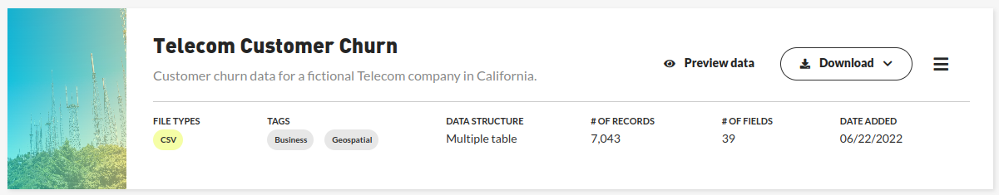 Telecom Customer Churn
Customer churn data for a fictional Telecom company in California.
Preview data
Download
FILE TYPES
CSV
TAGS
Business Geospatial
DATA STRUCTURE
Multiple table
# OF RECORDS
7,043
# OF FIELDS
39
DATE ADDED
06/22/2022